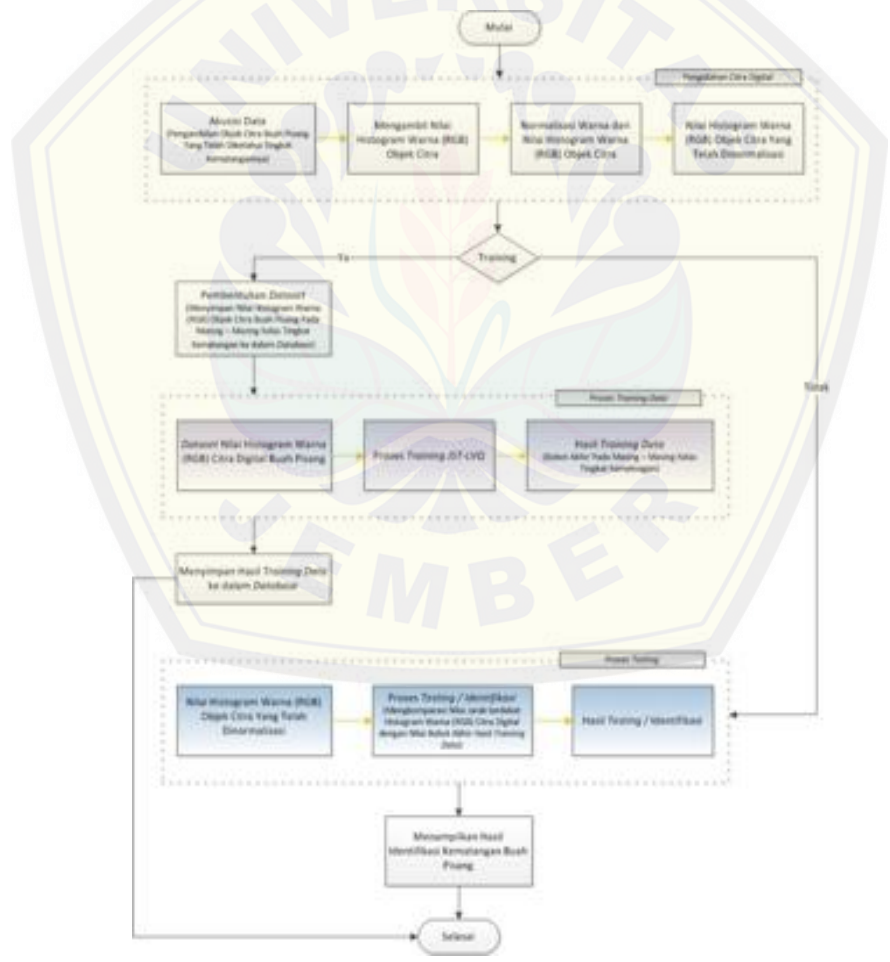 UNIVERSITAS
Mulai
Pengolahan Citra Digital
Akuisi Data
(Pengambilan Objek Citra Buah Pisang
Yang Telah Diketahui Tingkat
Kematangannya)
Mengambil Nilai
Histogram Warna (RGB)
Objek Citra
Normalisasi Warna dari
Nilai Histogram Warna
(RGB) Objek Citra
Nilai Histogram Warna
(RGB) Objek Citra Yang
Telah Dinormalisasi
Training
Ya
Tidak
Pembentukan Dataset
(Menyimpan Nilai Histogram Warna
(RGB) Objek Citra Buah Pisang Pada
Masing – Masing Kelas Tingkat
Kematangan ke dalam Database)
Proses Training Data
Dataset Nilai Histogram Warna
(RGB) Citra Digital Buah Pisang
Proses Training JST-LVQ
Hasil Training Data
(Bobot Akhir Pada Masing – Masing Kelas
Tingkat Kematangan)
JEMBER
Menyimpan Hasil Training Data
ke dalam Database
Proses Testing
Nilai Histogram Warna (RGB)
Objek Citra Yang Telah
Dinormalisasi
Proses Testing / Identifikasi
(Mengkomparasi Nilai Jarak terdekat
Histogram Warna (RGB) Citra Digital
dengan Nilai Bobot Akhir Hasil Training
Data)
Hasil Testing / Identifikasi
Menampilkan Hasil
Identifikasi Kematangan Buah
Pisang
Selesai